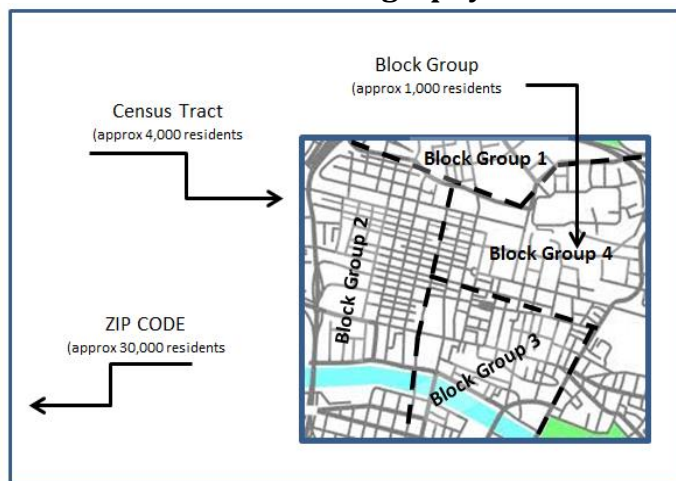 Block Group
(approx 1,000 residents
Census Tract
(approx 4,000 residents
Block Group 1
Block Group 2
Block Group 4
ZIP CODE
(approx 30,000 residents
Block Group 3